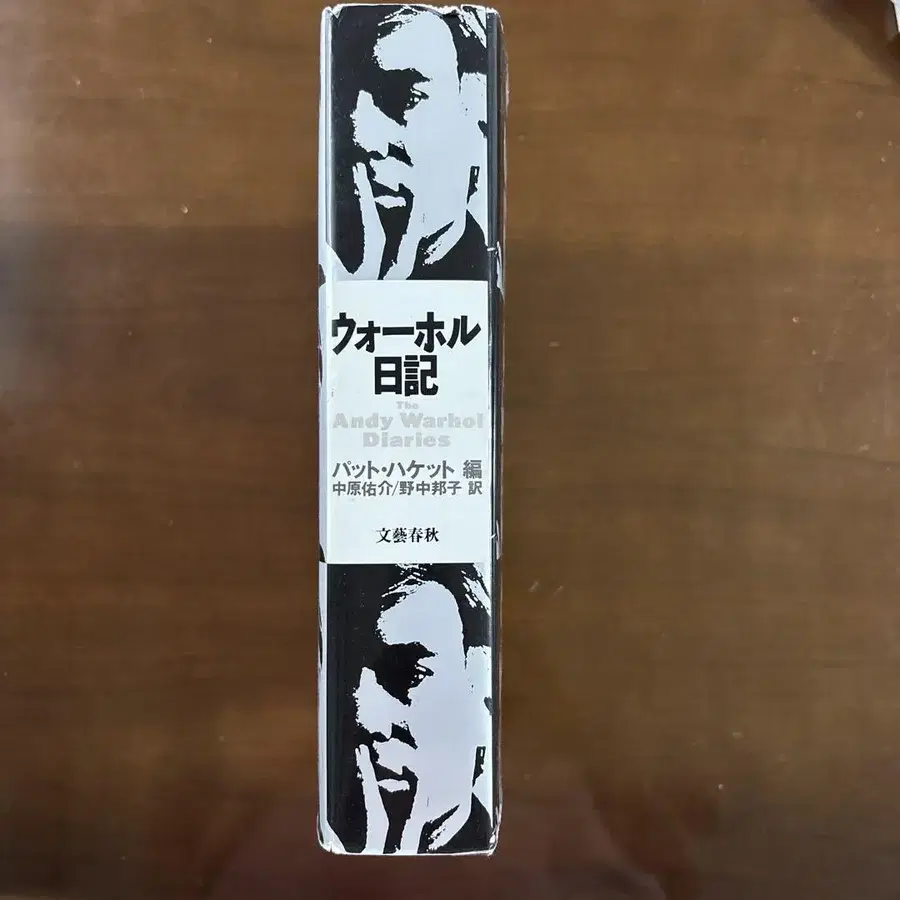 ウォーホル
日記
The
Andy Warhol
Diaries
パット・ハケット 編
中原佑介/野中邦子 訳
文藝春秋